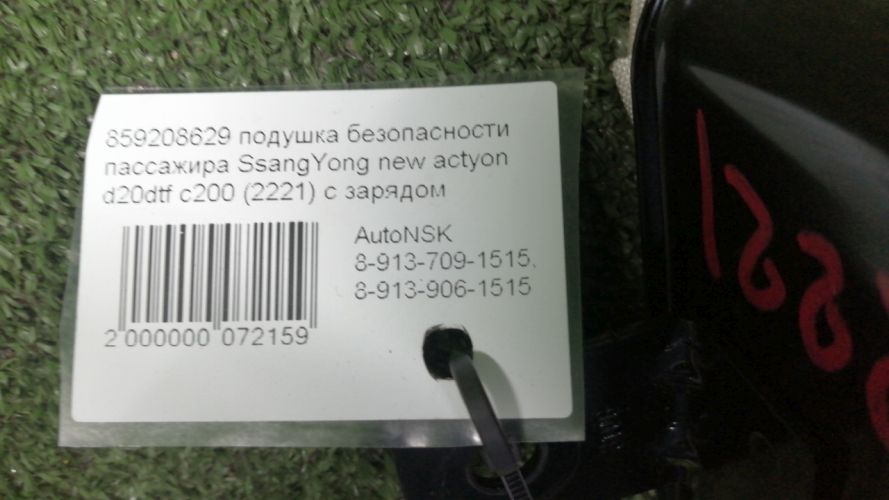 859208629 подушка безопасности
пассажира SsangYong new actyon
d20dtf c200 (2221) с зарядом
AutoNSK
8-913-709-1515,
8-913-906-1515
2 000000 072159